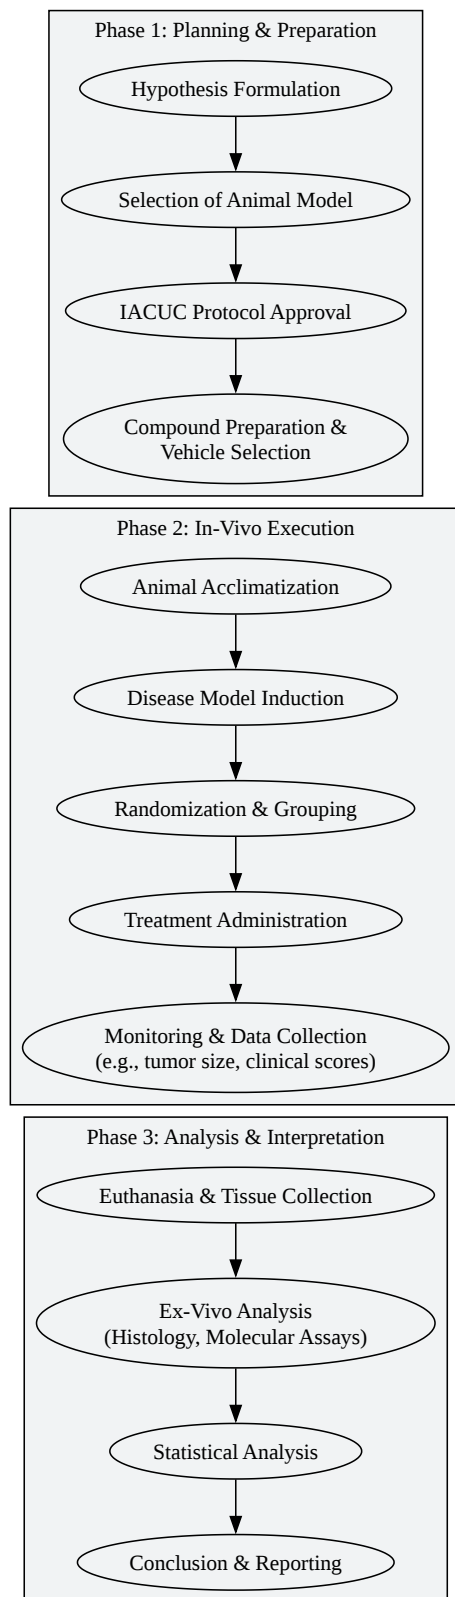 Phase 1: Planning & Preparation
Hypothesis Formulation
Selection of Animal Model
IACUC Protocol Approval
Compound Preparation &
Vehicle Selection
Phase 2: In-Vivo Execution
Animal Acclimatization
Disease Model Induction
Randomization & Grouping
Treatment Administration
Monitoring & Data Collection
(e.g., tumor size, clinical scores)
Phase 3: Analysis & Interpretation
Euthanasia & Tissue Collection
Ex-Vivo Analysis
(Histology, Molecular Assays)
Statistical Analysis
Conclusion & Reporting